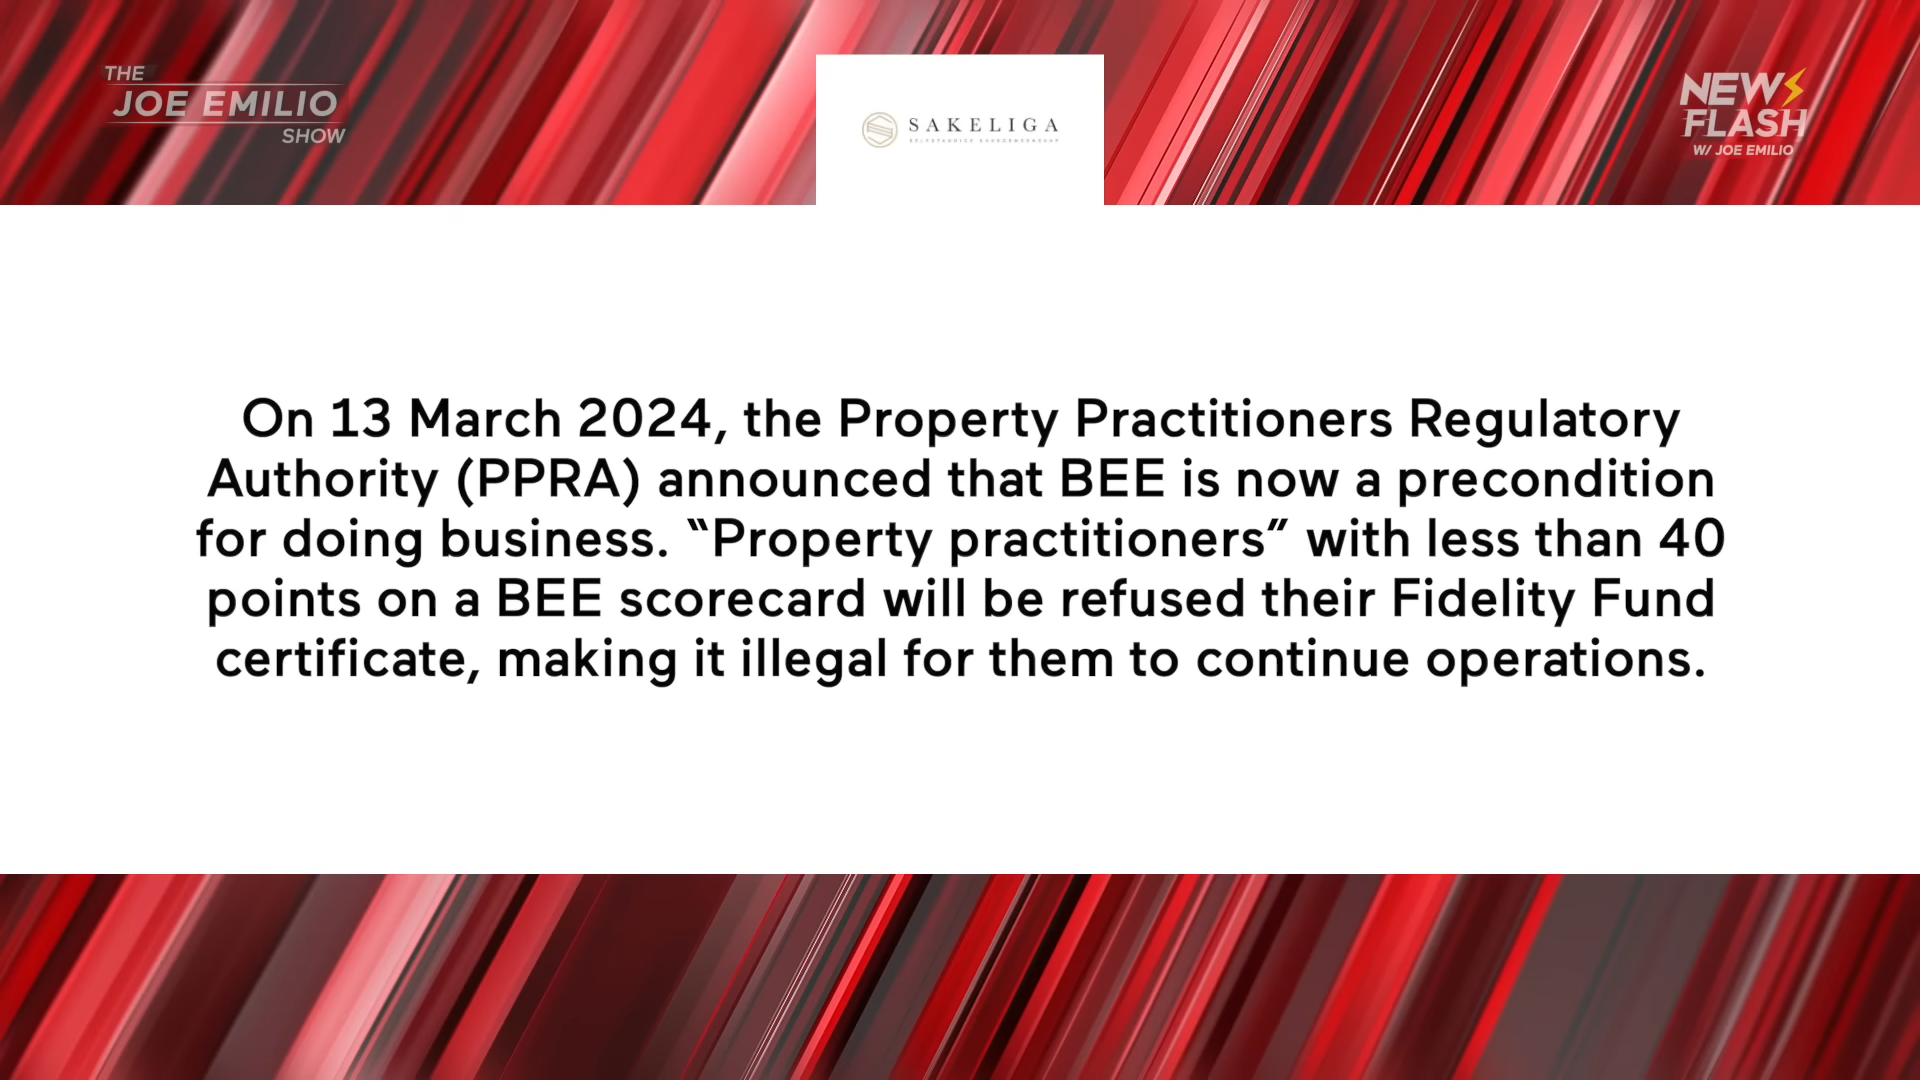 THE
JOE EMILIO
SHOW
SAKELIGA
NEWS
FLASH
W/ JOE EMILIO
On 13 March 2024, the Property Practitioners Regulatory
Authority (PPRA) announced that BEE is now a precondition
for doing business. “Property practitioners” with less than 40
points on a BEE scorecard will be refused their Fidelity Fund
certificate, making it illegal for them to continue operations.